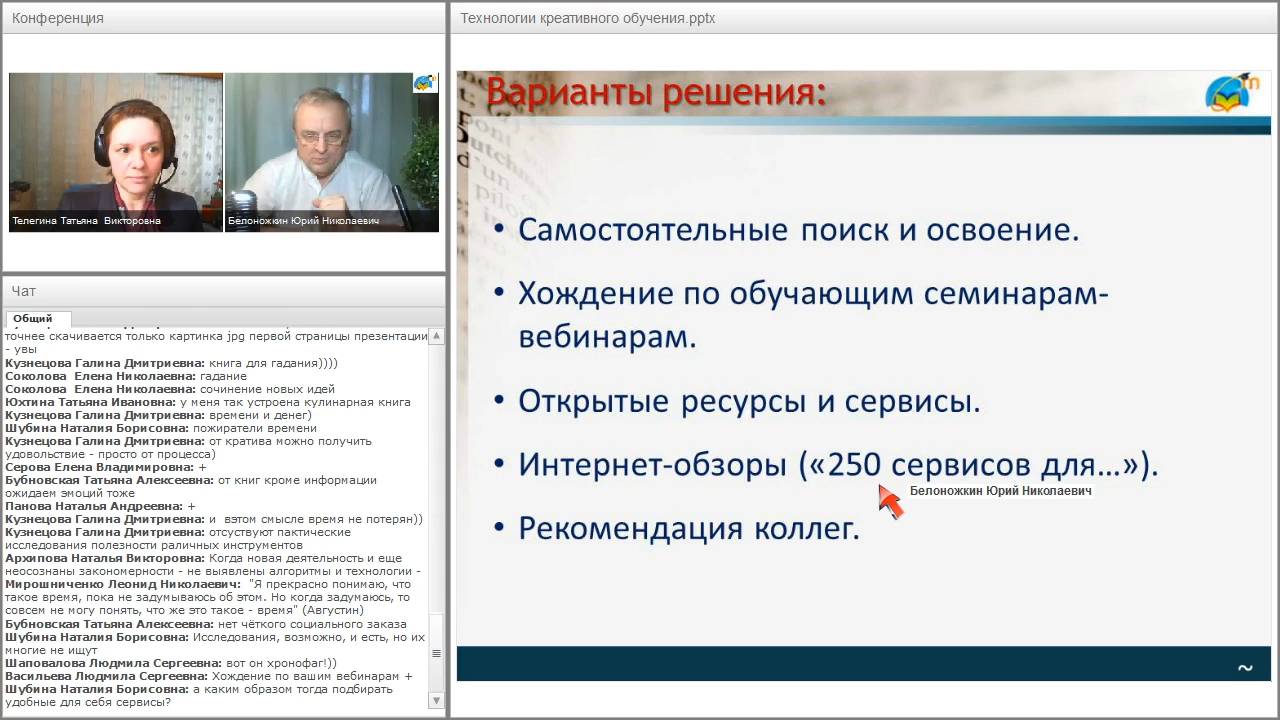 Конференция
Телегина Татьяна Викторовна
Белоножкин Юрий Николаевич
Чат
Общий
точнее скачивается только картинка jpg первой страницы презентации
- увы
Кузнецова Галина Дмитриевна: книга для гадания))))
Соколова Елена Николаевна: гадание
Соколова Елена Николаевна: сочинение новых идей
Юхтина Татьяна Ивановна: у меня так устроена кулинарная книга
Кузнецова Галина Дмитриевна: времени и денег)
Шубина Наталия Борисовна: пожиратели времени
Кузнецова Галина Дмитриевна: от кратива можно получить
удовольствие - просто от процесса)
Серова Елена Владимировна: +
Бубновская Татьяна Алексеевна: от книг кроме информации
ожидаем эмоций тоже
Панова Наталья Андреевна: +
Кузнецова Галина Дмитриевна: и вэтом смысле время не потерян))
Кузнецова Галина Дмитриевна: отсуствуют пактические
исследования полезности раличных инструментов
Архипова Наталья Викторовна: Когда новая деятельность и еще
неосознаны закономерности - не выявлены алгоритмы и технологии -
Мирошниченко Леонид Николаевич: "Я прекрасно понимаю, что
такое время, пока не задумываюсь об этом. Но когда задумаюсь, то
совсем не могу понять, что же это такое - время" (Августин)
Бубновская Татьяна Алексеевна: нет чёткого социального заказа
Шубина Наталия Борисовна: Исследования, возможно, и есть, но их
многие не ищут
Шаповалова Людмила Сергеевна: вот он хронофаг!))
Васильева Людмила Сергеевна: Хождение по вашим вебинарам +
Шубина Наталия Борисовна: а каким образом тогда подбирать
удобные для себя сервисы?
Технологии креативного обучения.pptx
Варианты решения:
• Самостоятельные поиск и освоение.
• Хождение по обучающим семинарам-
вебинарам.
• Открытые ресурсы и сервисы.
• Интернет-обзоры («250 сервисов для…»).
Белоножкин Юрий Николаевич
• Рекомендация коллег.
~